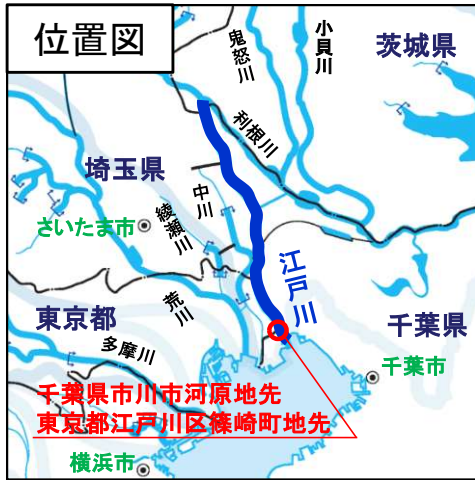 位置図
鬼怒川
小貝川
茨城県
利根川
埼玉県
中川
綾瀬川
さいたま市
江戸川
荒川
東京都
千葉県
多摩川
千葉市
千葉県市川市河原地先
東京都江戸川区篠崎町地先
横浜市